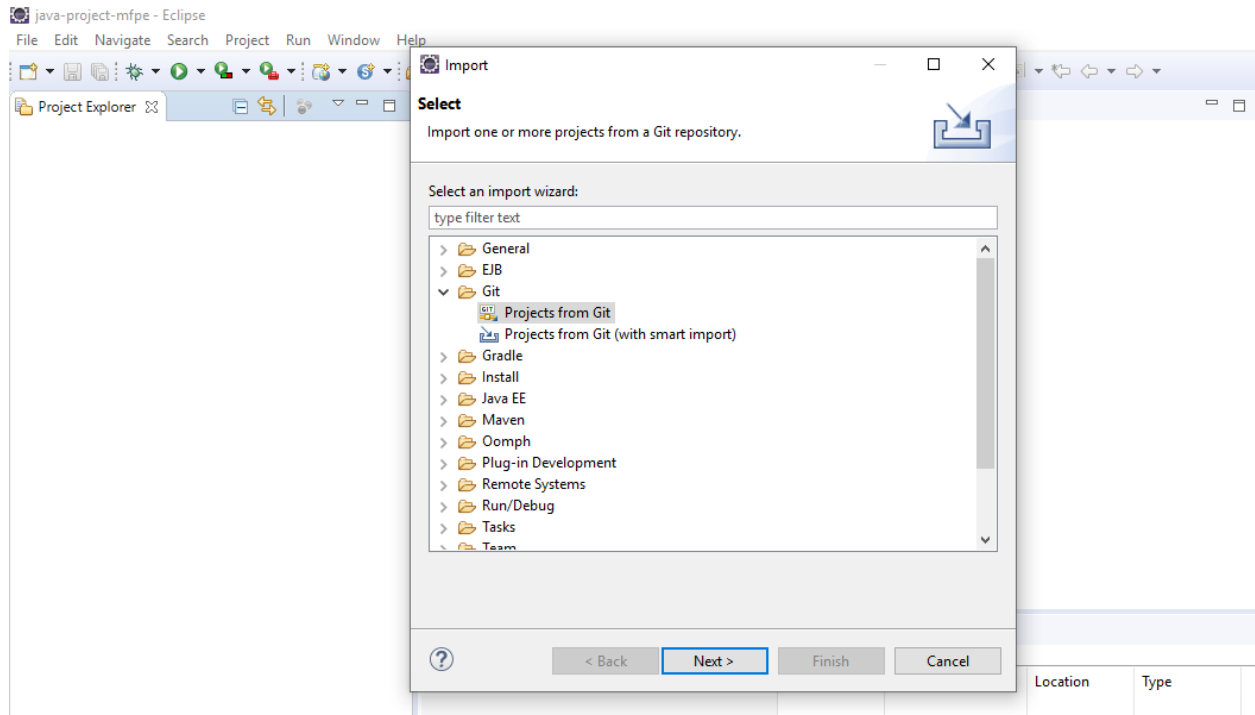 java-project-mfpe - Eclipse
File Edit Navigate Search Project Run Window Help
Import
Project Explorer
Select
Import one or more projects from a Git repository.
Select an import wizard:
type filter text
General
EJB
Git
GIT Projects from Git
Projects from Git (with smart import)
Gradle
Install
Java EE
Maven
Oomph
Plug-in Development
Remote Systems
Run/Debug
Tasks
Team
? < Back Next > Finish Cancel
Location Type